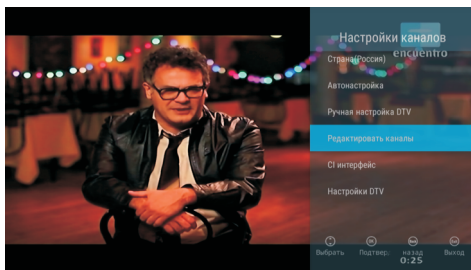 Настройки каналов
encuentro
Страна(Россия)
Автонастройка
Ручная настройка DTV
Редактировать каналы
CI интерфейс
Настройки DTV
Выбрать Подтвер: назад Выход
0:25